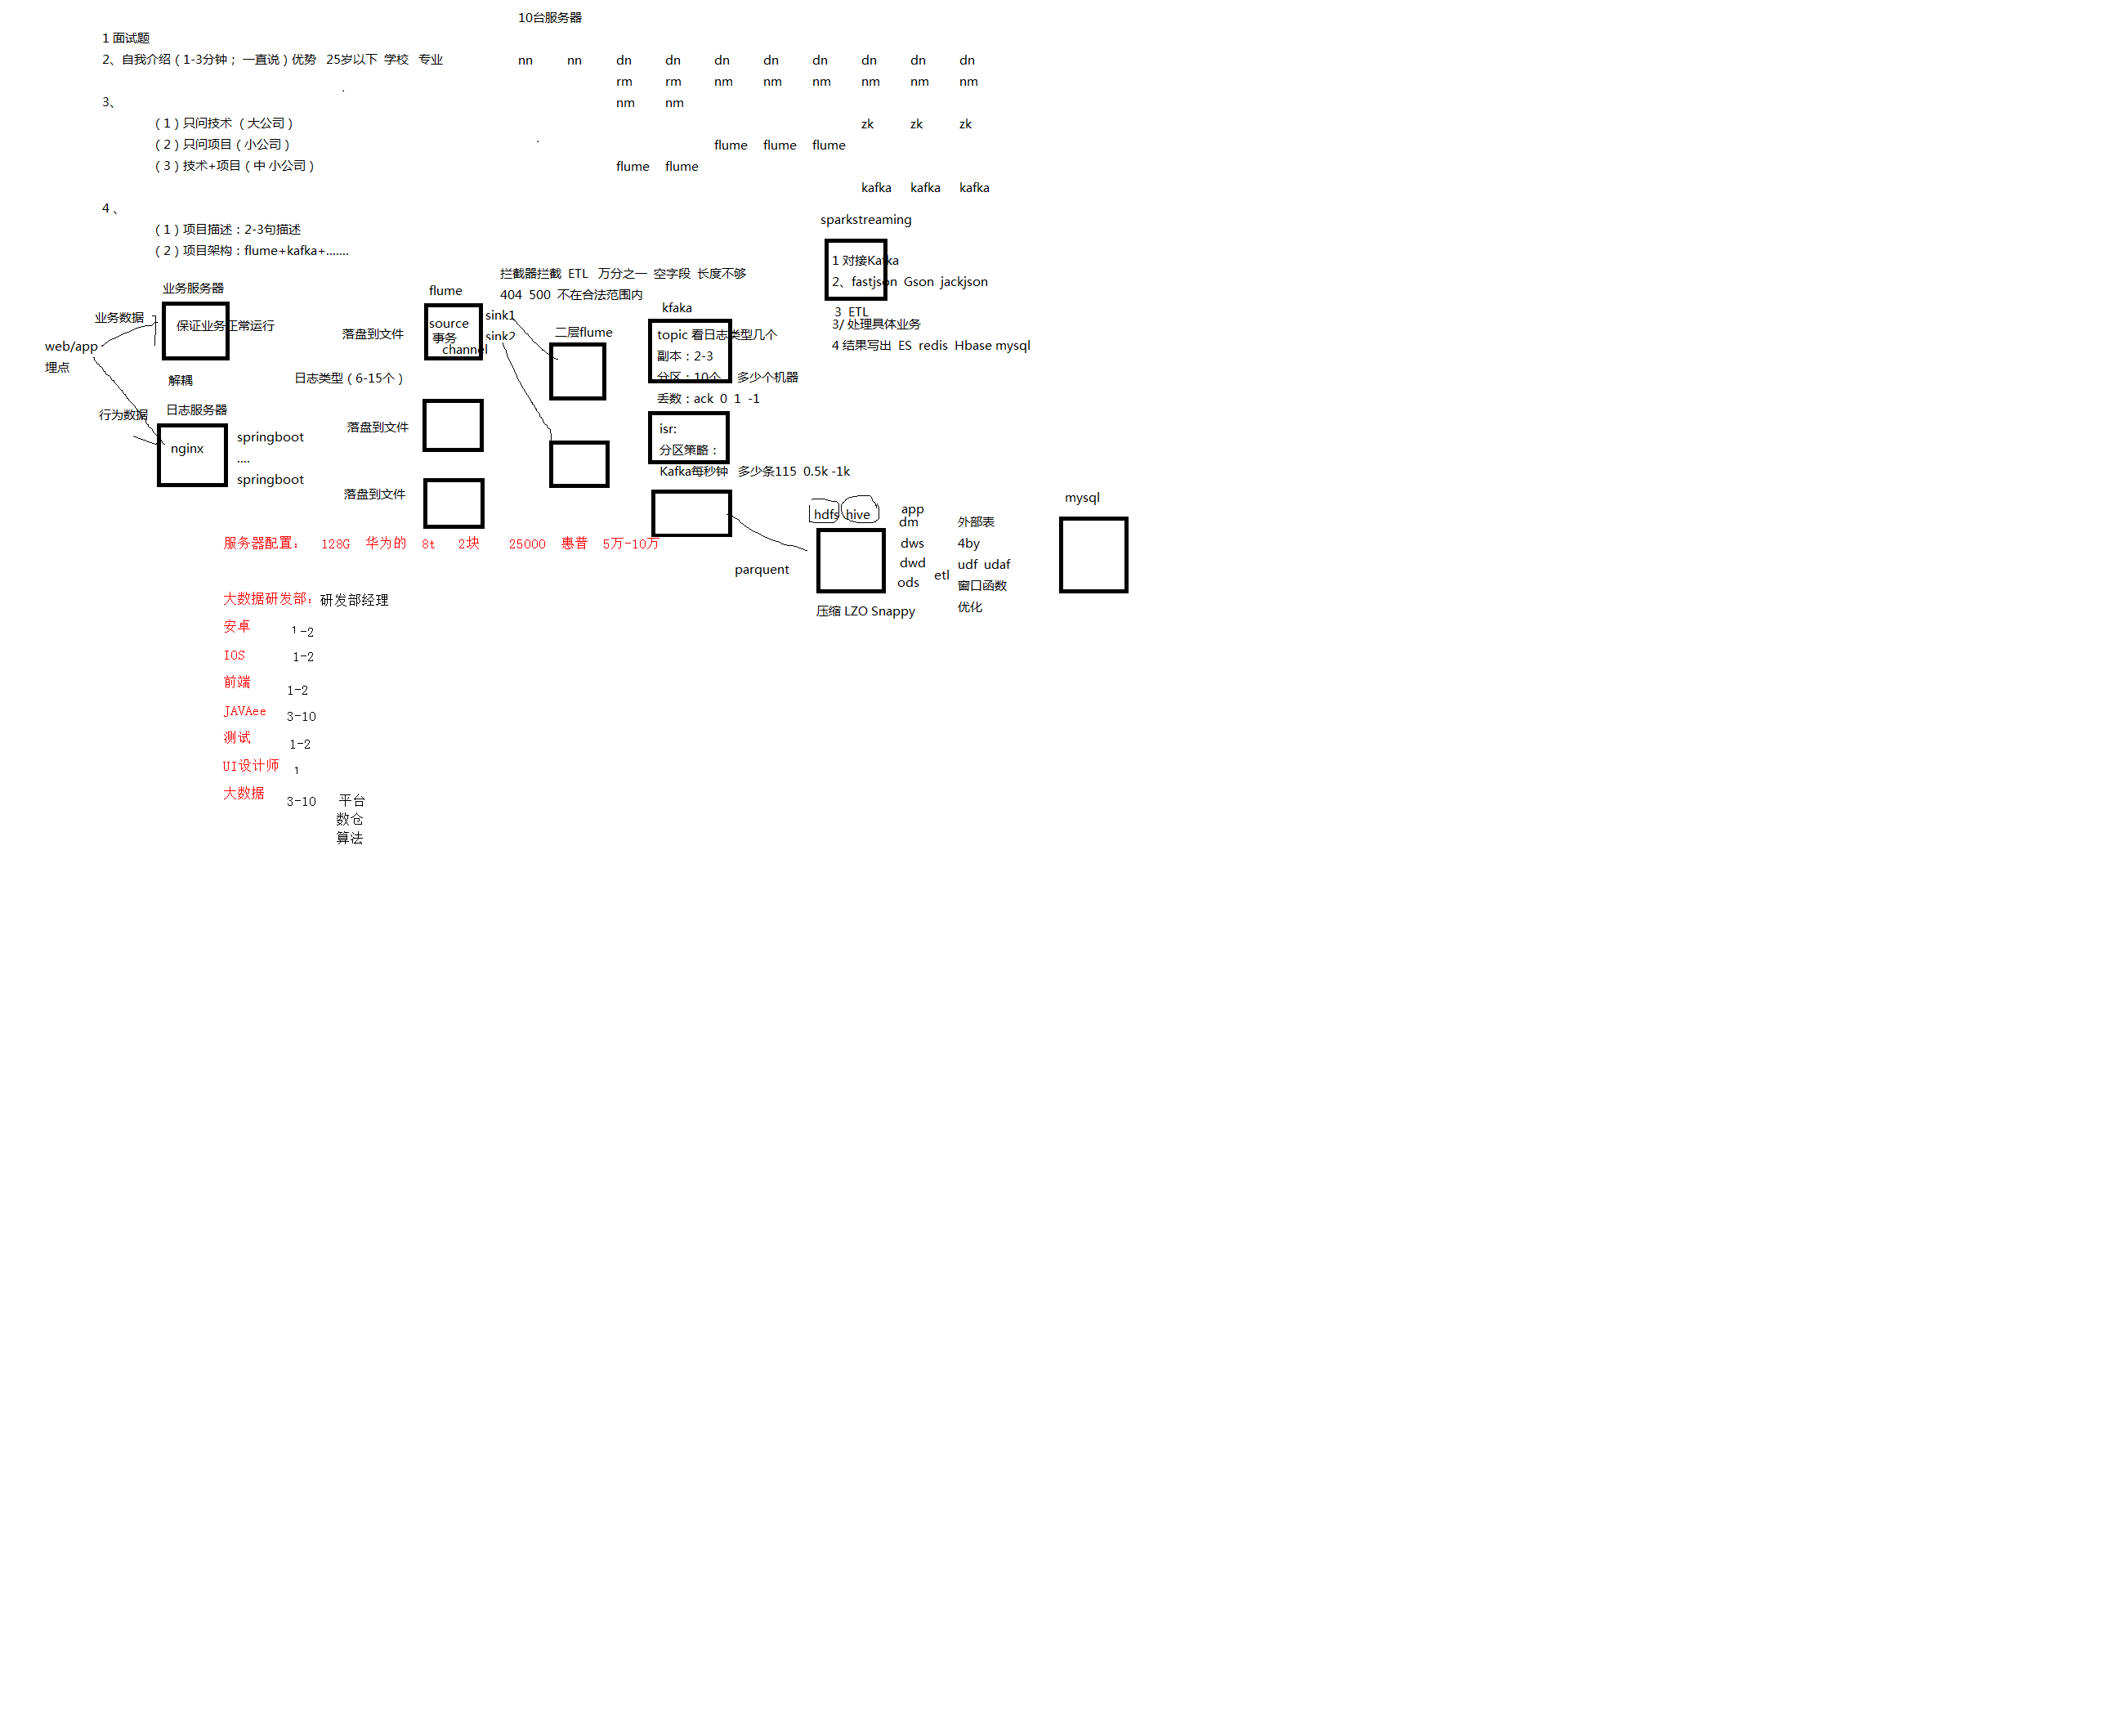 10台服务器
1 面试题
2、自我介绍（1-3分钟； 一直说）优势 25岁以下 学校 专业
nn nn dn dn dn dn dn dn dn dn
rm rm nm nm nm nm nm nm
3、
nm nm
（1）只问技术 （大公司）
zk zk zk
（2）只问项目（小公司）
flume flume flume
（3）技术+项目（中 小公司）
flume flume
kafka kafka kafka
4 、
（1）项目描述：2-3句描述
（2）项目架构：flume+kafka+.......
sparkstreaming
1 对接Kafka
2、fastjson Gson jackjson
3 ETL
3/ 处理具体业务
4 结果写出 ES redis Hbase mysql
拦截器拦截 ETL 万分之一 空字段 长度不够
404 500 不在合法范围内
业务服务器
业务数据
保证业务正常运行
web/app
埋点
解耦
行为数据
日志服务器
nginx
springboot
....
springboot
flume
落盘到文件
source
事务
channel
sink1
sink2
日志类型（6-15个）
落盘到文件
落盘到文件
二层flume
kfaka
topic 看日志类型几个
副本：2-3
分区：10个 多少个机器
丢数：ack 0 1 -1
isr:
分区策略：
Kafka每秒钟 多少条115 0.5k -1k
parquent
hdfs hive
app
dm
dws
dwd
ods
etl
外部表
4by
udf udaf
窗口函数
优化
压缩 LZO Snappy
mysql
服务器配置： 128G 华为的 8t 2块 25000 惠普 5万-10万
大数据研发部：研发部经理
安卓 1-2
IOS 1-2
前端 1-2
JAVAee 3-10
测试 1-2
UI设计师 1
大数据 3-10 平台
数仓
算法